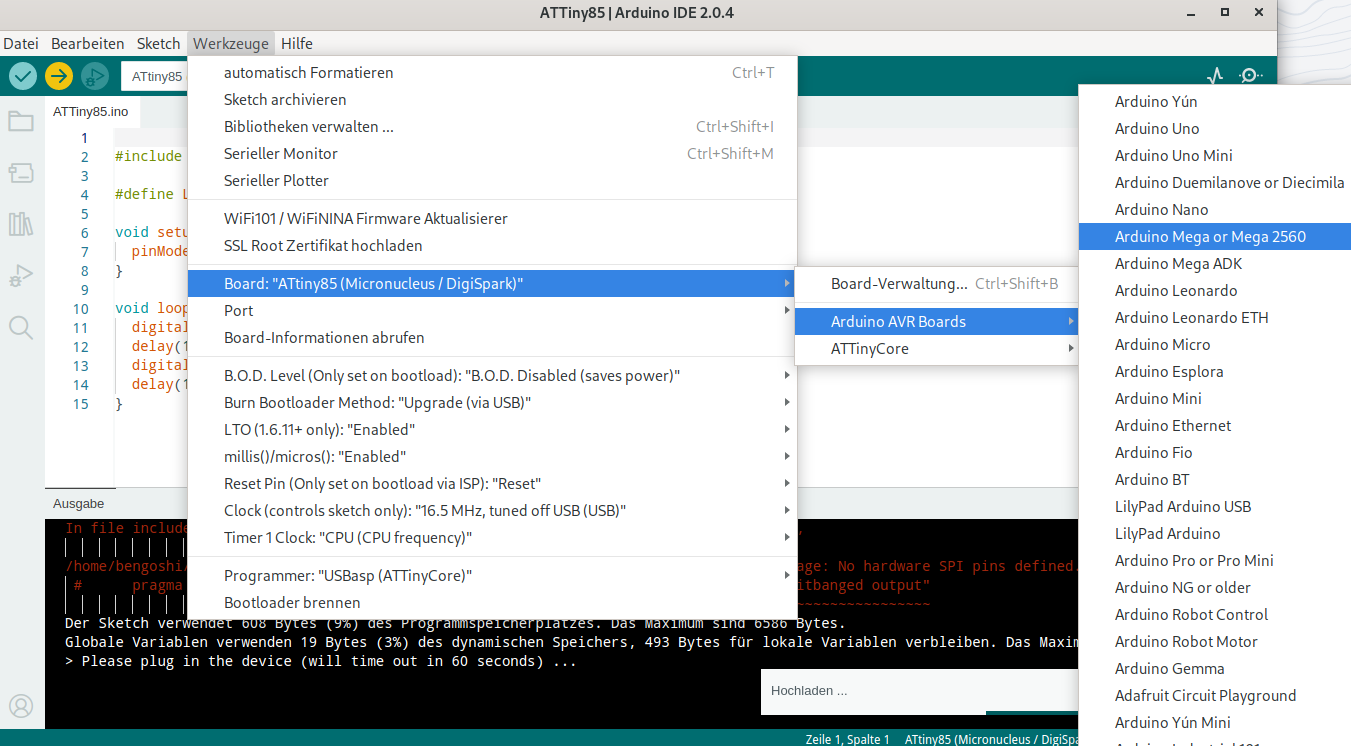 ATTiny85 | Arduino IDE 2.0.4
Datei Bearbeiten Sketch Werkzeuge Hilfe
ATtiny85
ATTiny85.ino
1
2 #include
3
4 #define
5
6 void setu
7 pinMode
8 }
9
10 void loop
11 digital
12 delay(1
13 digital
14 delay(1
15 }
automatisch Formatieren Ctrl+T
Sketch archivieren
Bibliotheken verwalten ... Ctrl+Shift+I
Serieller Monitor Ctrl+Shift+M
Serieller Plotter
WiFi101 / WiFiNINA Firmware Aktualisierer
SSL Root Zertifikat hochladen
Board: "ATtiny85 (Micronucleus / DigiSpark)"
Port
Board-Informationen abrufen
B.O.D. Level (Only set on bootload): "B.O.D. Disabled (saves power)"
Burn Bootloader Method: "Upgrade (via USB)"
LTO (1.6.11+ only): "Enabled"
millis()/micros(): "Enabled"
Reset Pin (Only set on bootload via ISP): "Reset"
Clock (controls sketch only): "16.5 MHz, tuned off USB (USB)"
Timer 1 Clock: "CPU (CPU frequency)"
Programmer: "USBasp (ATTinyCore)"
Bootloader brennen
Board-Verwaltung... Ctrl+Shift+B
Arduino AVR Boards
ATTinyCore
Arduino Yún
Arduino Uno
Arduino Uno Mini
Arduino Duemilanove or Diecimila
Arduino Nano
Arduino Mega or Mega 2560
Arduino Mega ADK
Arduino Leonardo
Arduino Leonardo ETH
Arduino Micro
Arduino Esplora
Arduino Mini
Arduino Ethernet
Arduino Fio
Arduino BT
LilyPad Arduino USB
LilyPad Arduino
Arduino Pro or Pro Mini
Arduino NG or older
Arduino Robot Control
Arduino Robot Motor
Arduino Gemma
Adafruit Circuit Playground
Arduino Yún Mini
Ausgabe
In file include
/home/bengoshi/ age: No hardware SPI pins defined.
# pragma itbanged output"
~~~~~~~~~~~~~~~~
Der Sketch verwendet 608 Bytes (9%) des Programmspeicherplatzes. Das Maximum sind 6586 Bytes.
Globale Variablen verwenden 19 Bytes (3%) des dynamischen Speichers, 493 Bytes für lokale Variablen verbleiben. Das Maxim
> Please plug in the device (will time out in 60 seconds) ...
Hochladen ...
Zeile 1, Spalte 1 ATtiny85 (Micronucleus / DigiSpa